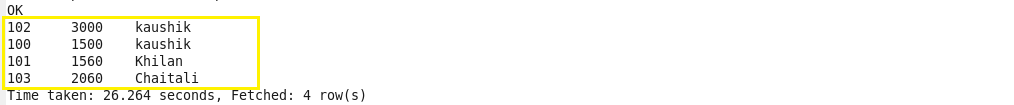 OK
102     3000    kaushik
100     1500    kaushik
101     1560    Khilan
103     2060    Chaitali
Time taken: 26.264 seconds, Fetched: 4 row(s)